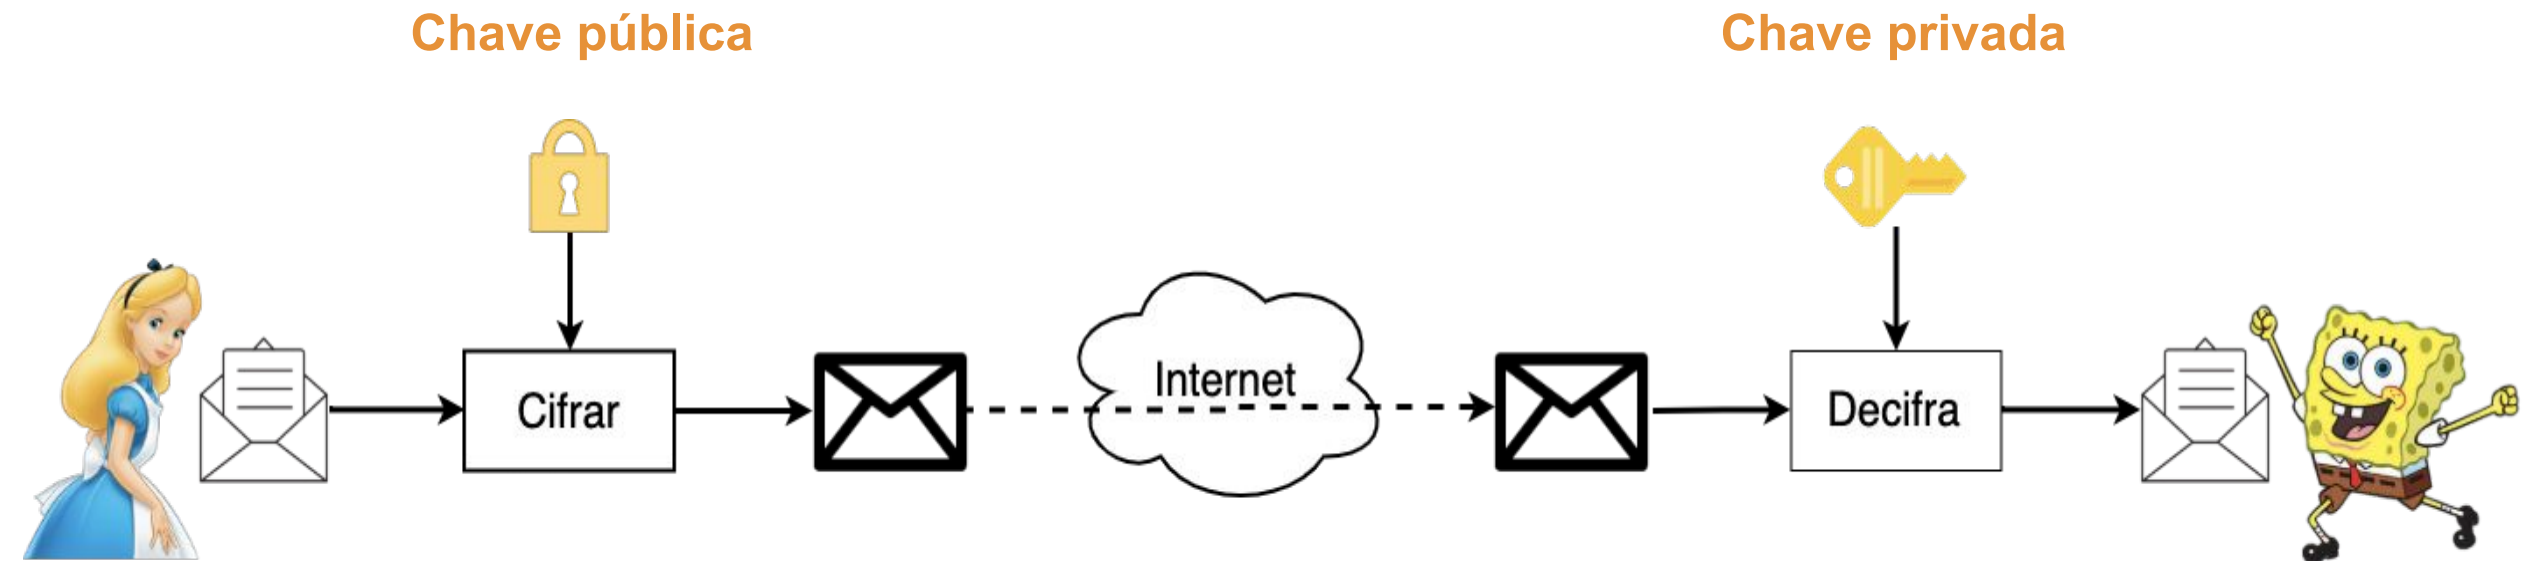 Chave pública
Chave privada
Cifrar
Internet
Decifra